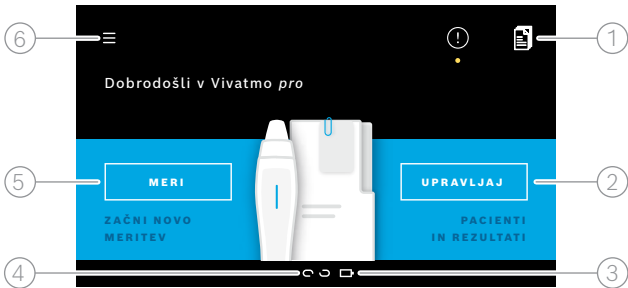 6
1
Dobrodošli v Vivatmo pro
5
MERI
UPRAVLJAJ
2
ZAČNI NOVO
MERITEV
PACIENTI
IN REZULTATI
4
3